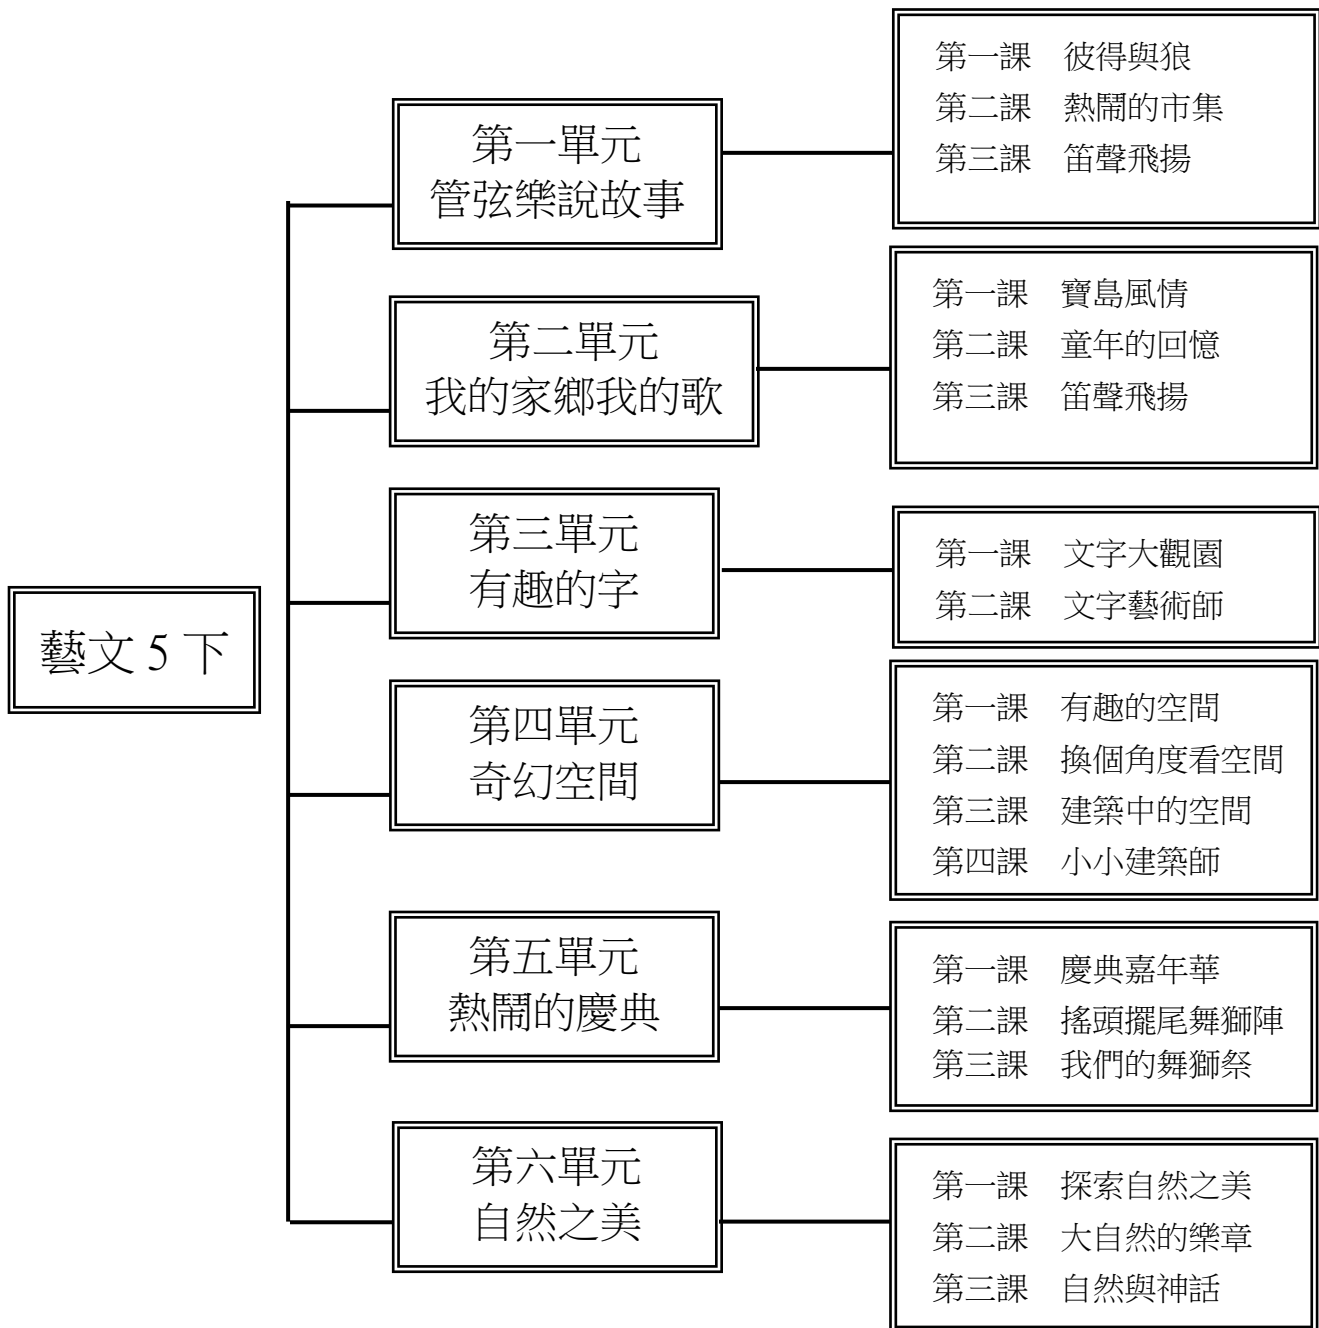 藝文 5 下
第一單元
管弦樂說故事
第一課 彼得與狼
第二課 熱鬧的市集
第三課 笛聲飛揚
第二單元
我的家鄉我的歌
第一課 寶島風情
第二課 童年的回憶
第三課 笛聲飛揚
第三單元
有趣的字
第一課 文字大觀園
第二課 文字藝術師
第四單元
奇幻空間
第一課 有趣的空間
第二課 換個角度看空間
第三課 建築中的空間
第四課 小小建築師
第五單元
熱鬧的慶典
第一課 慶典嘉年華
第二課 搖頭擺尾舞獅陣
第三課 我們的舞獅祭
第六單元
自然之美
第一課 探索自然之美
第二課 大自然的樂章
第三課 自然與神話